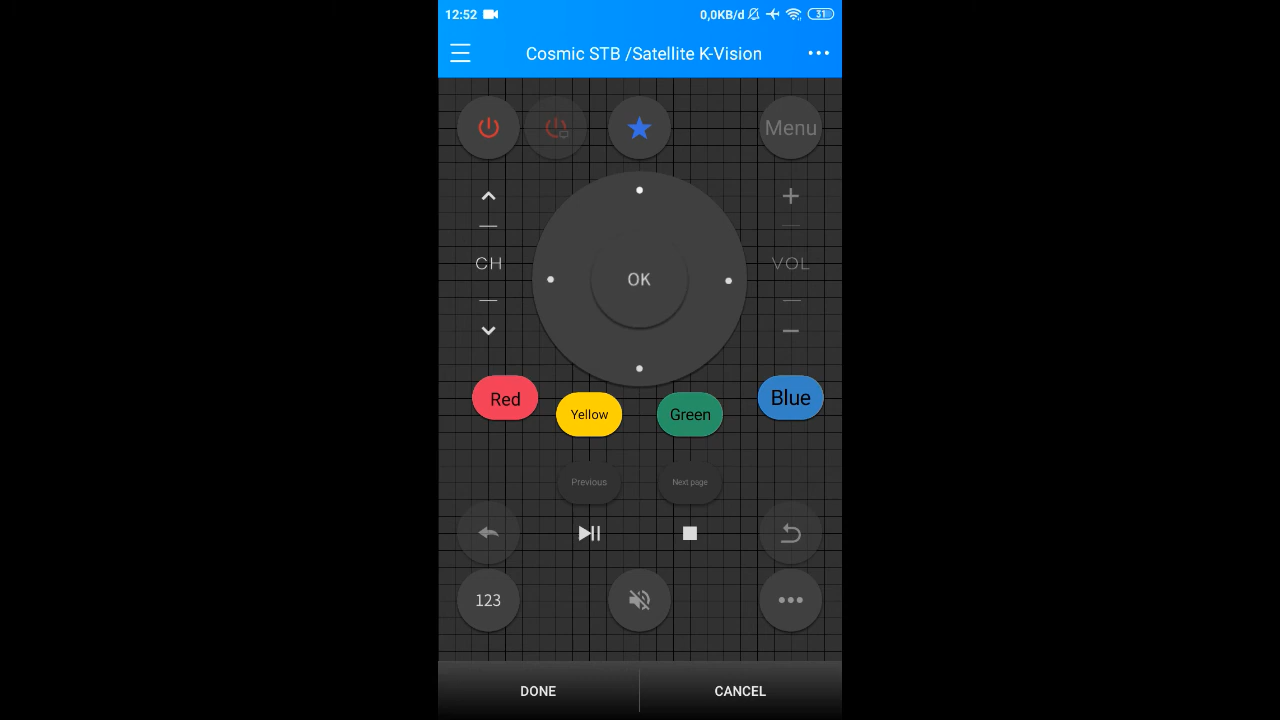 12:52
0,0KB/d
31
Cosmic STB /Satellite K-Vision
Menu
CH
OK
VOL
Red
Yellow
Green
Blue
Previous
Next page
123
DONE
CANCEL